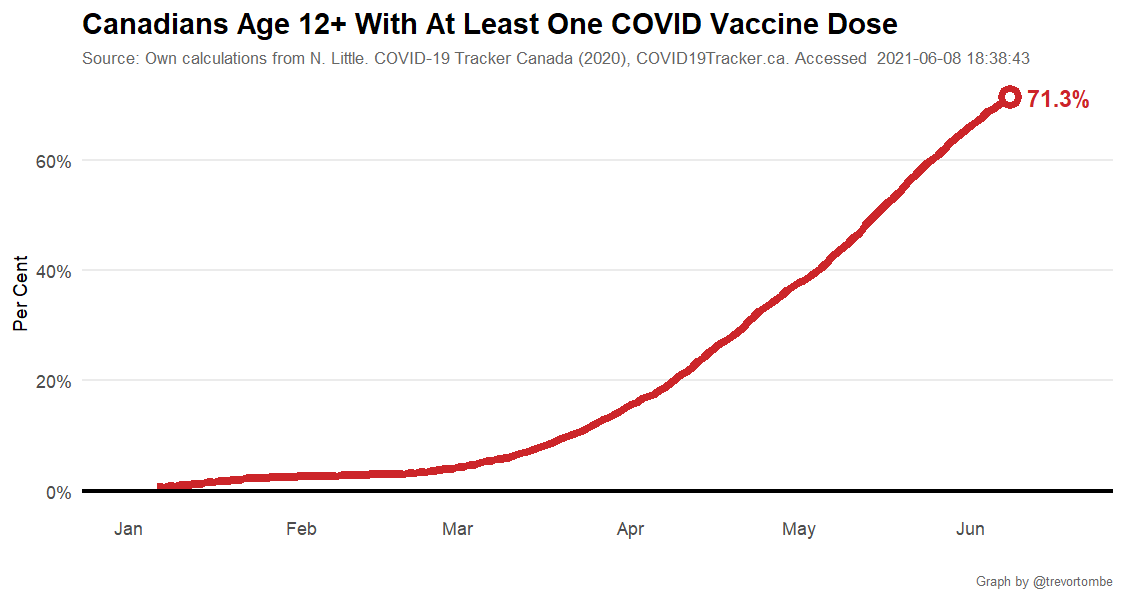 Canadians Age 12+ With At Least One COVID Vaccine Dose
Source: Own calculations from N. Little. COVID-19 Tracker Canada (2020), COVID19Tracker.ca. Accessed  2021-06-08 18:38:43
71.3%
60%
40%
20%
0%
Per Cent
Jan Feb Mar Apr May Jun
Graph by @trevortombe